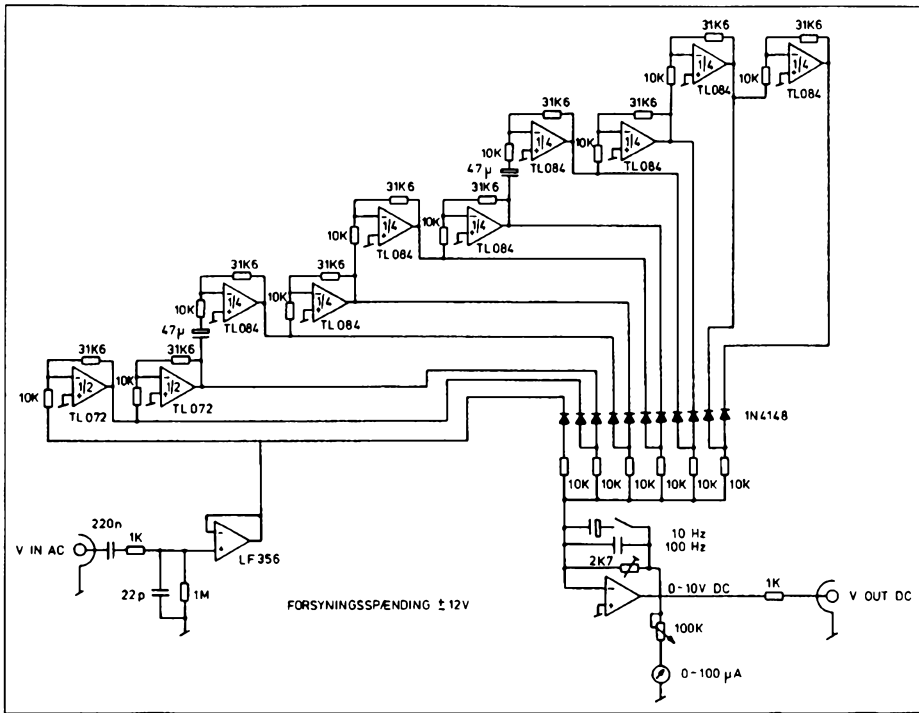 31K6
31K6
10K
1/4
TL084
10K
1/4
TL084
31K6
31K6
10K
1/4
TL084
10K
1/4
TL084
47µ
31K6
31K6
10K
1/4
TL084
10K
1/4
TL084
31K6
31K6
10K
1/4
TL084
10K
1/4
TL084
47µ
31K6
31K6
10K
1/2
TL072
10K
1/2
TL072
1N4148
10K
10K
10K
10K
10K
10K
220n
1K
V IN AC
LF356
22p
1M
FORSYNINGSSPÆNDING ± 12V
10 Hz
100 Hz
2K7
0-10V DC
1K
V OUT DC
100K
0-100 µA